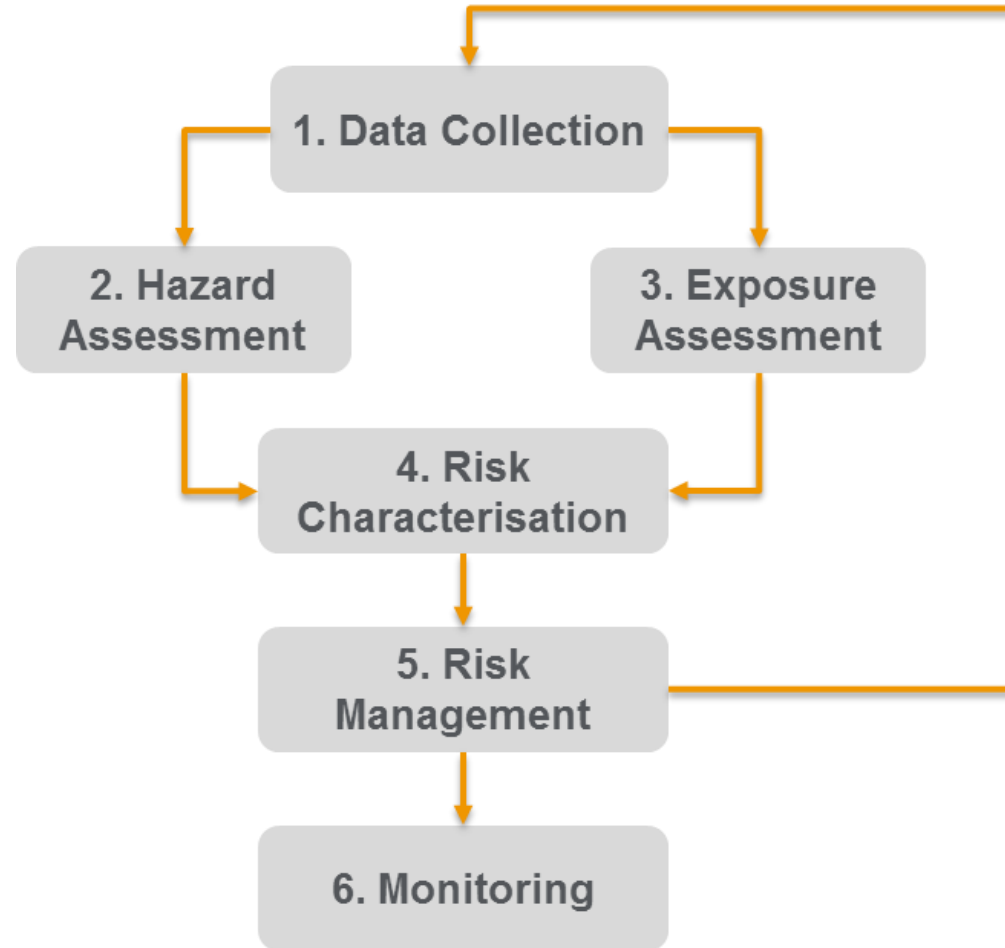 1. Data Collection
2. Hazard
Assessment
3. Exposure
Assessment
4. Risk
Characterisation
5. Risk
Management
6. Monitoring